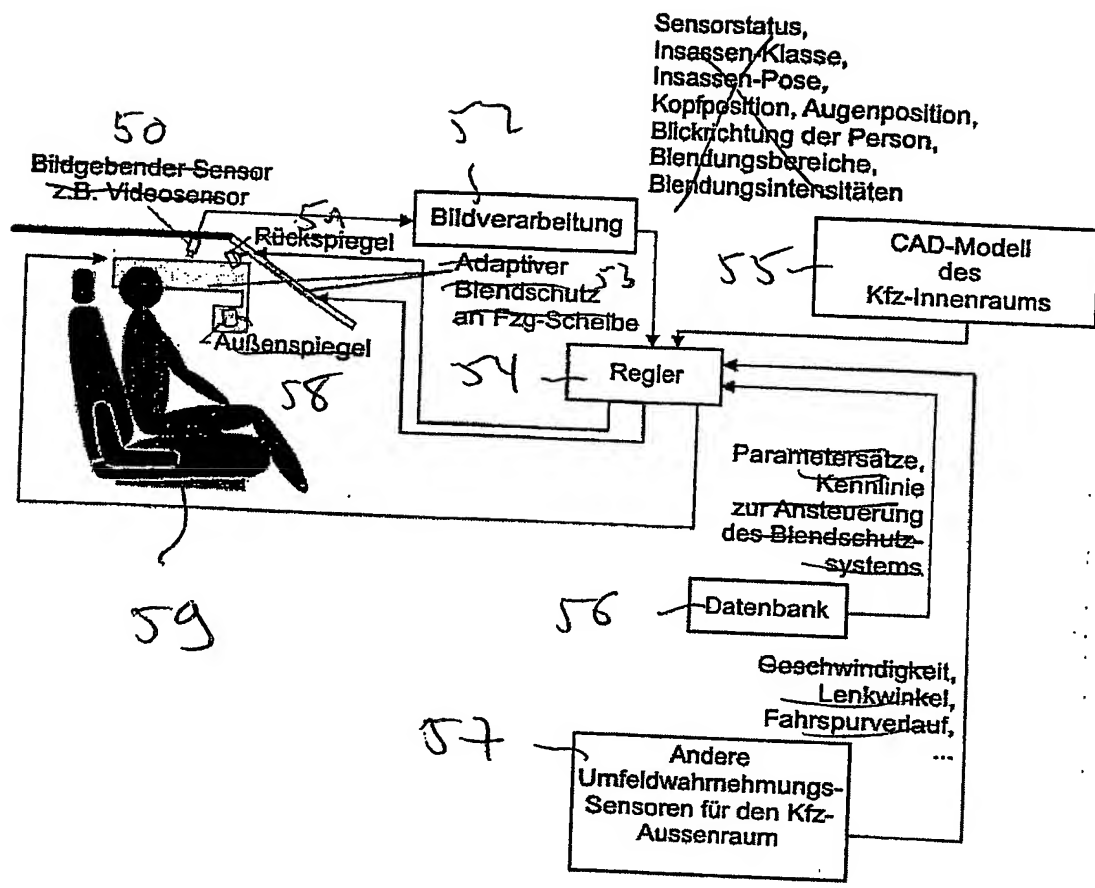 Sensorstatus,
Insassen-Klasse,
Insassen-Pose,
Kopfposition, Augenposition,
Blickrichtung der Person,
Blendungsbereiche,
Blendungsintensitäten
50
Bildgebender Sensor
z.B. Videosensor
52
Bildverarbeitung
Rückspiegel
Adaptiver
Blendschutz
an Fzg-Scheibe
53
Außenspiegel
58
CAD-Modell
des
Kfz-Innenraums
55
54
Regler
59
Parametersätze,
Kennlinie
zur Ansteuerung
des Blendschutz-
systems
56
Datenbank
Geschwindigkeit,
Lenkwinkel,
Fahrspurverlauf,
...
57
Andere
Umfeldwahrnehmungs-
Sensoren für den Kfz-
Aussenraum